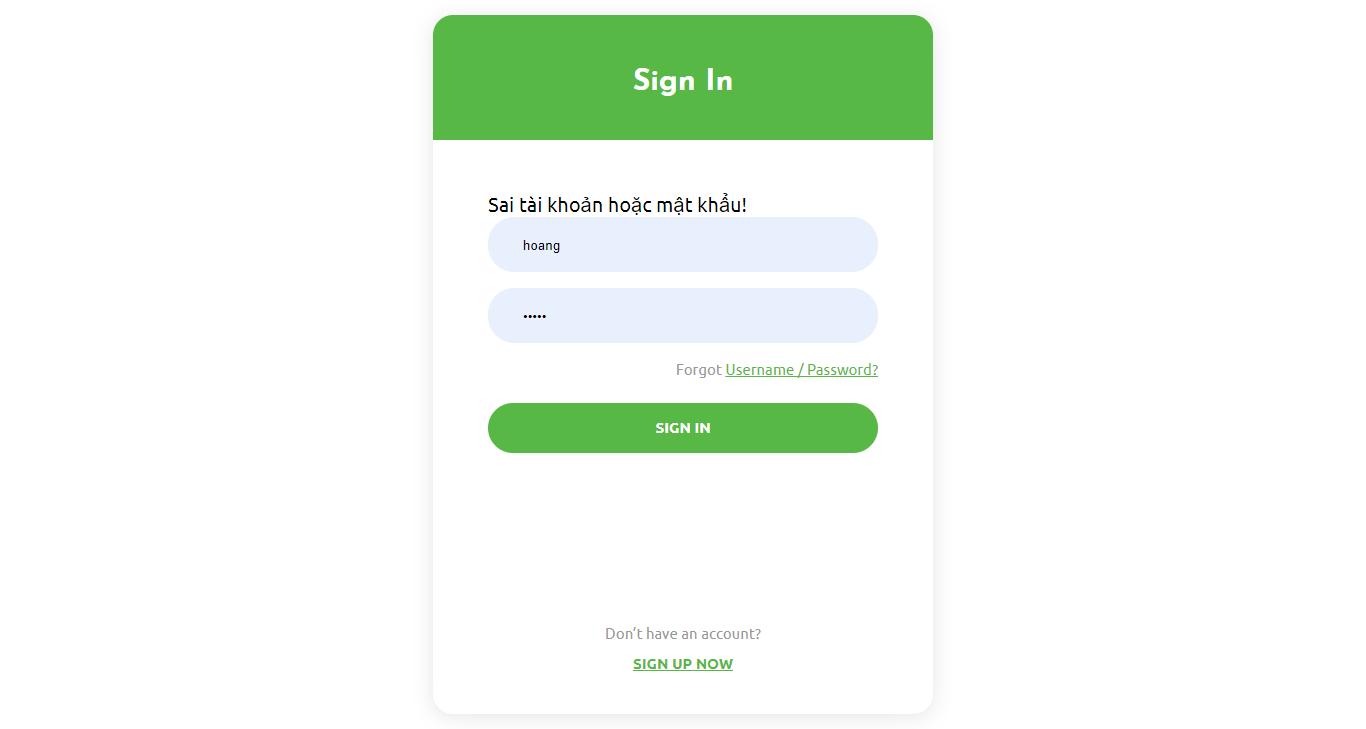 Sign In
Sai tài khoản hoặc mật khẩu!
hoang
•••••
Forgot Username / Password?
SIGN IN
Don’t have an account?
SIGN UP NOW